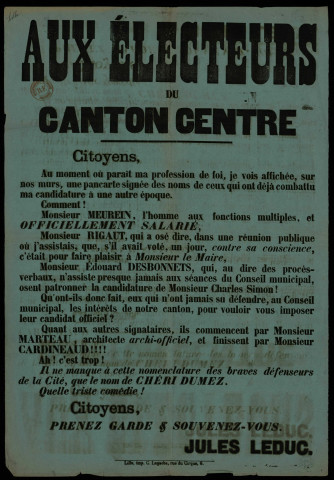 AUX ÉLECTEURS
DU
CANTON CENTRE
Citoyens,
Au moment où paraît ma profession de foi, je vois affichée, sur
nos murs, une pancarte signée des noms de ceux qui ont déjà combattu
ma candidature à une autre époque.
Comment !
Monsieur MEUREIN, l'homme aux fonctions multiples, et
OFFICIELLEMENT SALARIÉ,
Monsieur RIGAUT, qui a osé dire, dans une réunion publique
où j'assistais, que, s'il avait voté, un jour, contre sa conscience,
c'était pour faire plaisir à Monsieur le Maire,
Monsieur Édouard DESBONNETS, qui, au dire des procès-
verbaux, n'assiste presque jamais aux séances du Conseil municipal,
osent patronner la candidature de Monsieur Charles Simon !
Qu'ont-ils donc fait, eux qui n'ont jamais su défendre, au Conseil
municipal, les intérêts de notre canton, pour vouloir vous imposer
leur candidat officiel ?
Quant aux autres signataires, ils commencent par Monsieur
MARTEAU, architecte archi-officiel, et finissent par Monsieur
CARDINEAUD!!!!
Ah ! c'est trop !
Il ne manque à cette nomenclature des braves défenseurs
de la Cité, que le nom de CHÉRI DUMEZ.
Quelle triste comédie !
Citoyens,
PRENEZ GARDE & SOUVENEZ-VOUS.
JULES LEDUC.
Lille, imp. G. Lagache, rue du Cirque, 6.